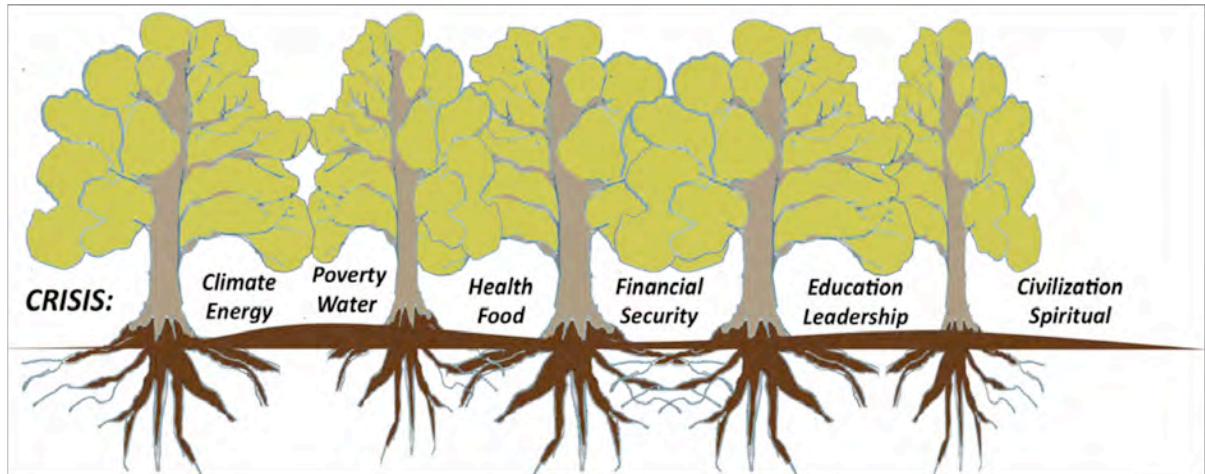 CRISIS:
Climate
Energy
Poverty
Water
Health
Food
Financial
Security
Education
Leadership
Civilization
Spiritual